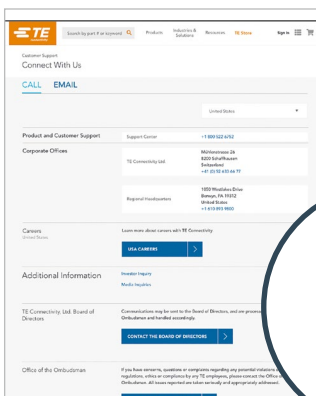 TE
connectivity
Search by part # or keyword
Products
Industries & Solutions
Resources
TE Store
Sign in
Customer Support
Connect With Us
CALL
EMAIL
United States
Product and Customer Support
Support Center
+1 800 522 6752
Corporate Offices
TE Connectivity Ltd.
Mühlenstrasse 26
8200 Schaffhausen
Switzerland
+41 (0) 52 633 66 77
Regional Headquarters
1050 Westlakes Drive
Berwyn, PA 19312
United States
+1 610 893 9800
Careers
United States
Learn more about careers with TE Connectivity
USA CAREERS
Additional Information
Investor Inquiry
Media Inquiries
TE Connectivity Ltd. Board of
Directors
Communications may be sent to the Board of Directors, and are processed
Ombudsman and handled accordingly.
CONTACT THE BOARD OF DIRECTORS
Office of the Ombudsman
If you have concerns, questions or complaints regarding any potential violations
regulations, ethics or compliance by any TE employees, please contact the Office
Ombudsman. All issues reported are taken seriously and appropriately addressed.